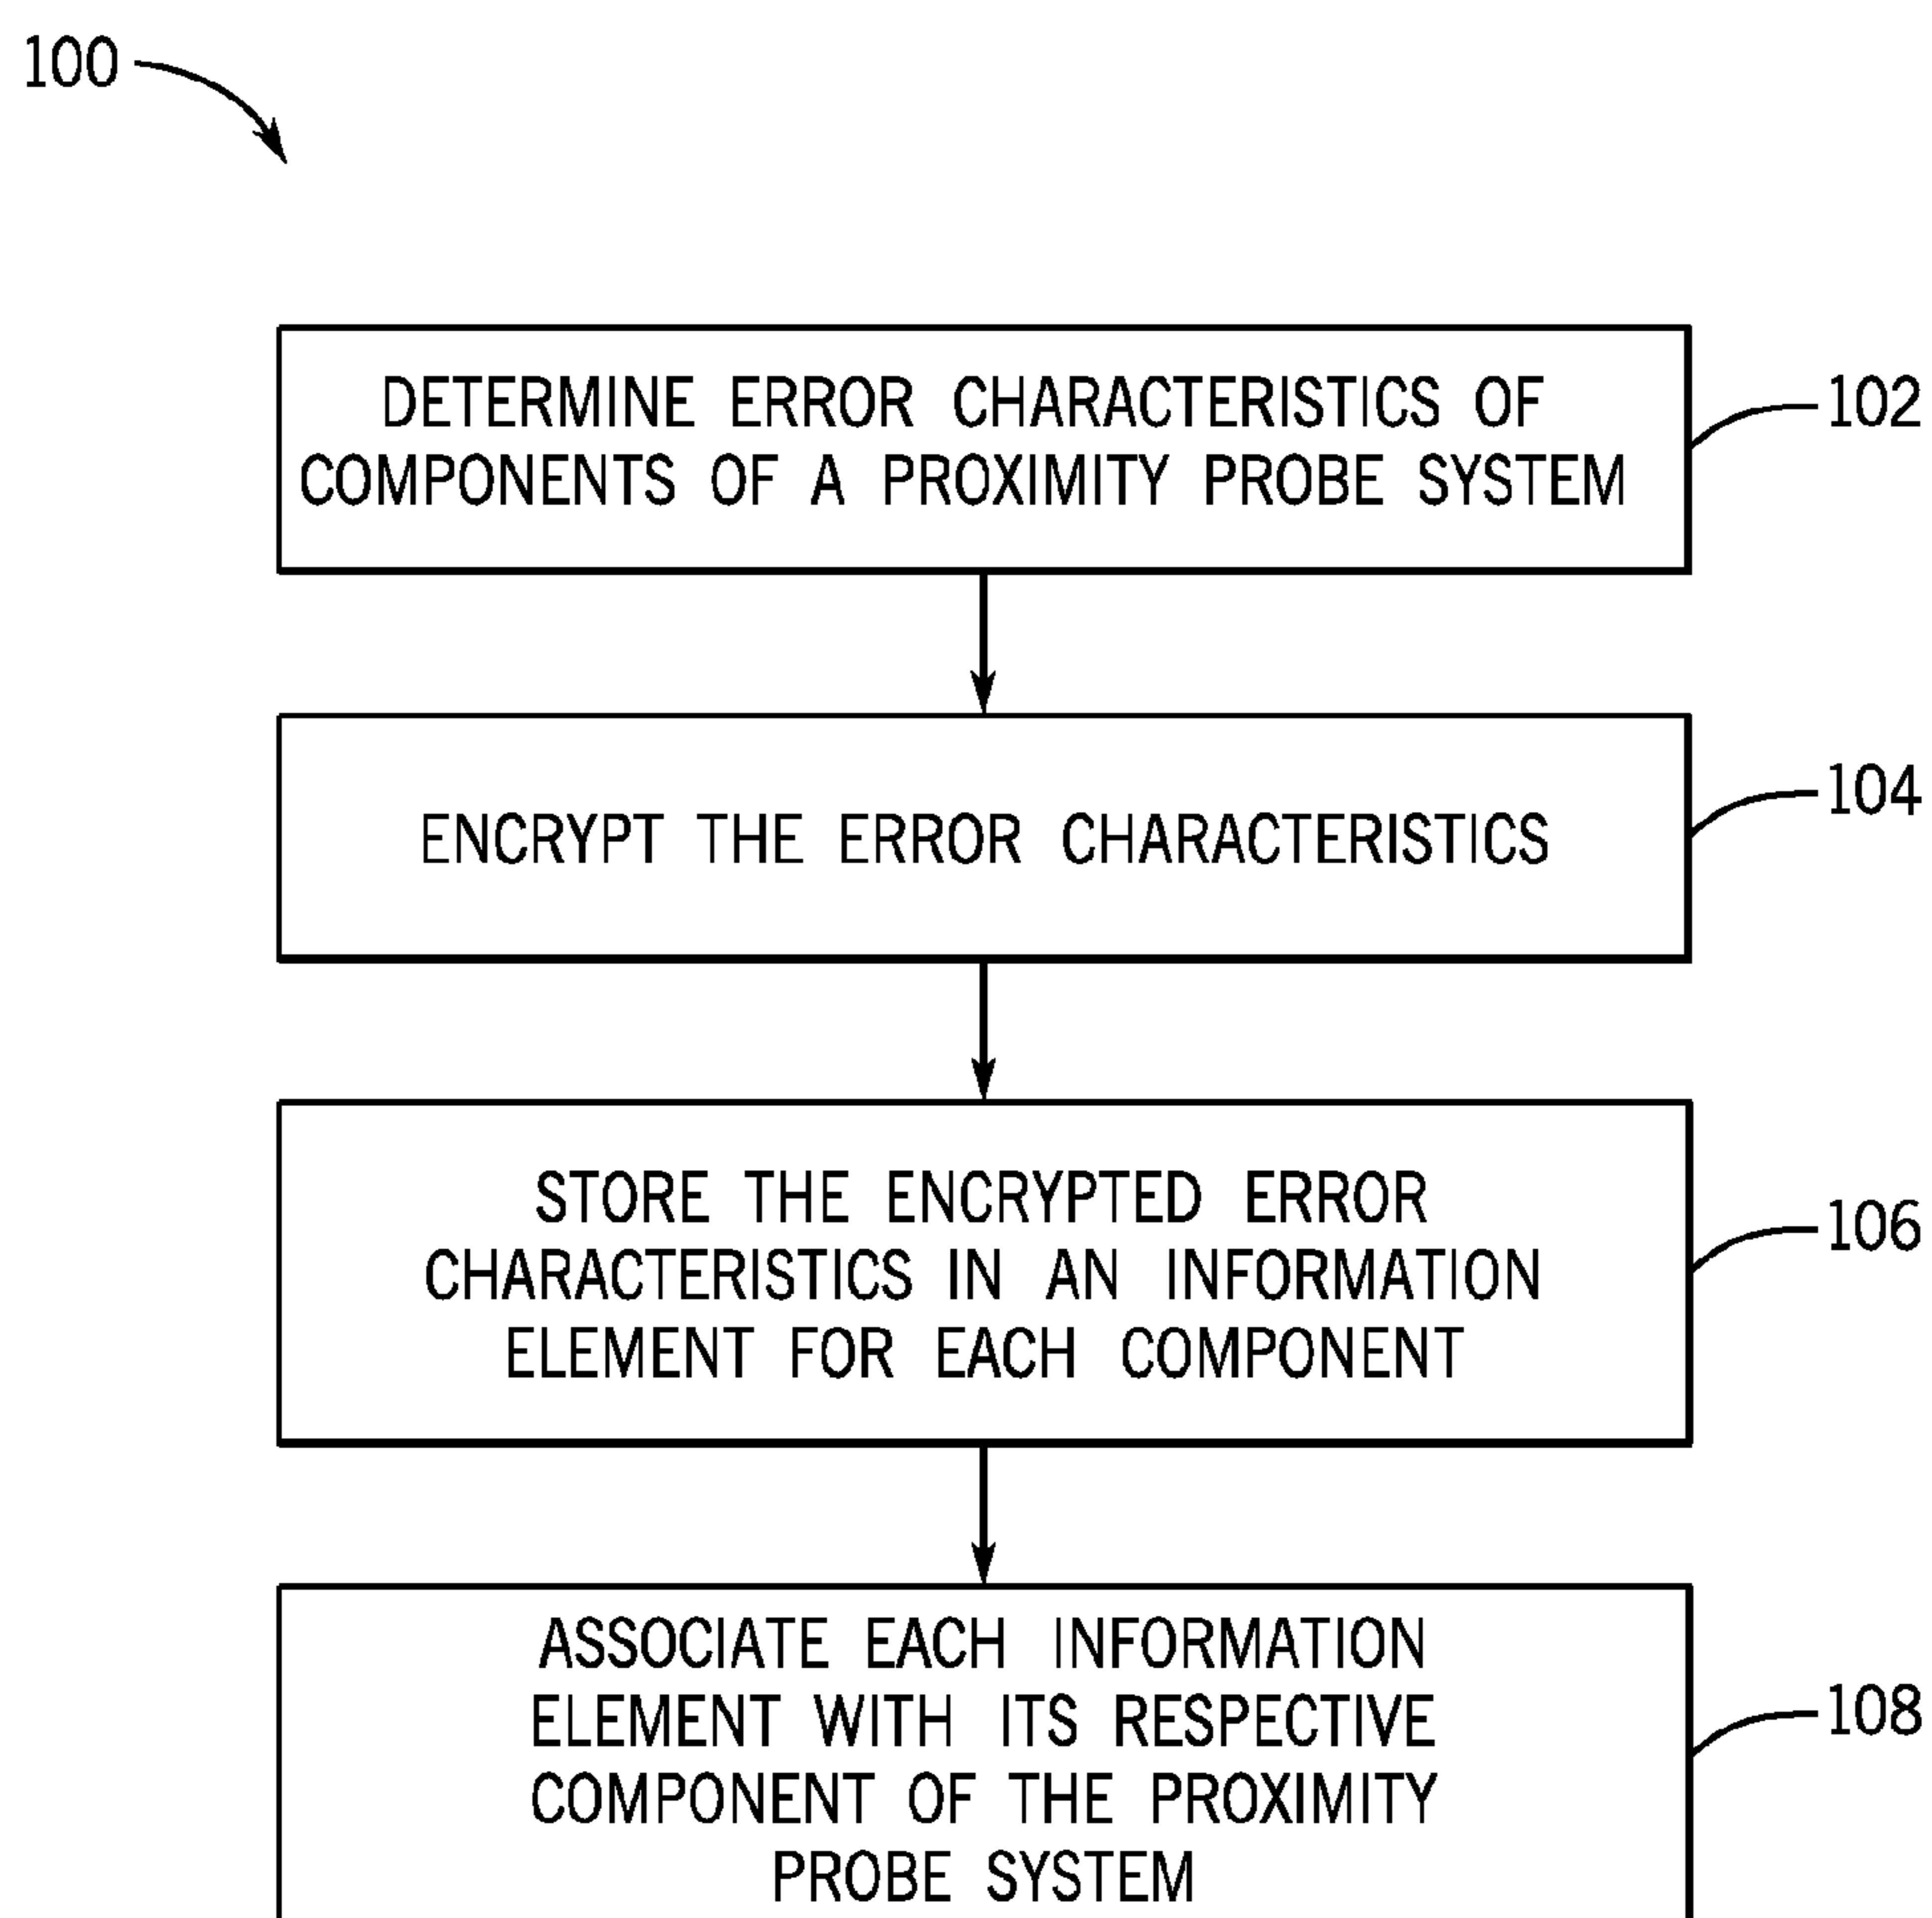 100
DETERMINE ERROR CHARACTERISTICS OF
COMPONENTS OF A PROXIMITY PROBE SYSTEM
102
ENCRYPT THE ERROR CHARACTERISTICS
104
STORE THE ENCRYPTED ERROR
CHARACTERISTICS IN AN INFORMATION
ELEMENT FOR EACH COMPONENT
106
ASSOCIATE EACH INFORMATION
ELEMENT WITH ITS RESPECTIVE
COMPONENT OF THE PROXIMITY
PROBE SYSTEM
108